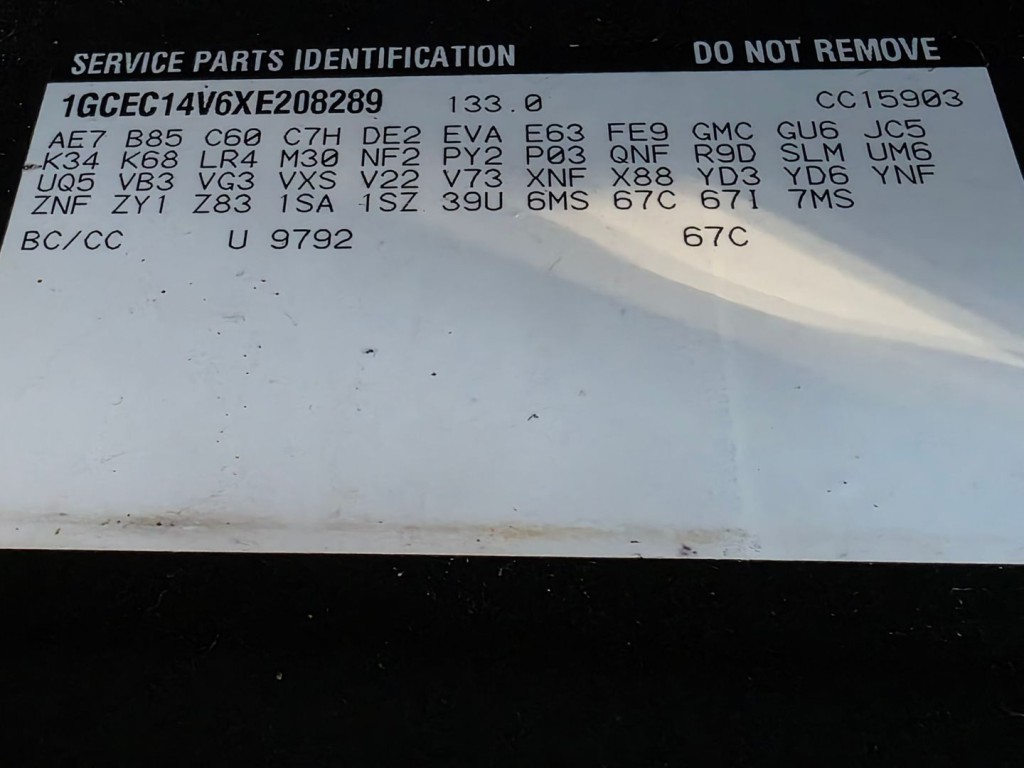 SERVICE PARTS IDENTIFICATION DO NOT REMOVE
1GCEC14V6XE208289 133.0 CC15903
AE7 B85 C60 C7H DE2 EVA E63 FE9 GMC GU6 JC5
K34 K68 LR4 M30 NF2 PY2 P03 QNF R9D SLM UM6
UQ5 VB3 VG3 VXS V22 V73 XNF X88 YD3 YD6 YNF
ZNF ZY1 Z83 1SA 1SZ 39U 6MS 67C 67I 7MS
BC/CC U 9792 67C